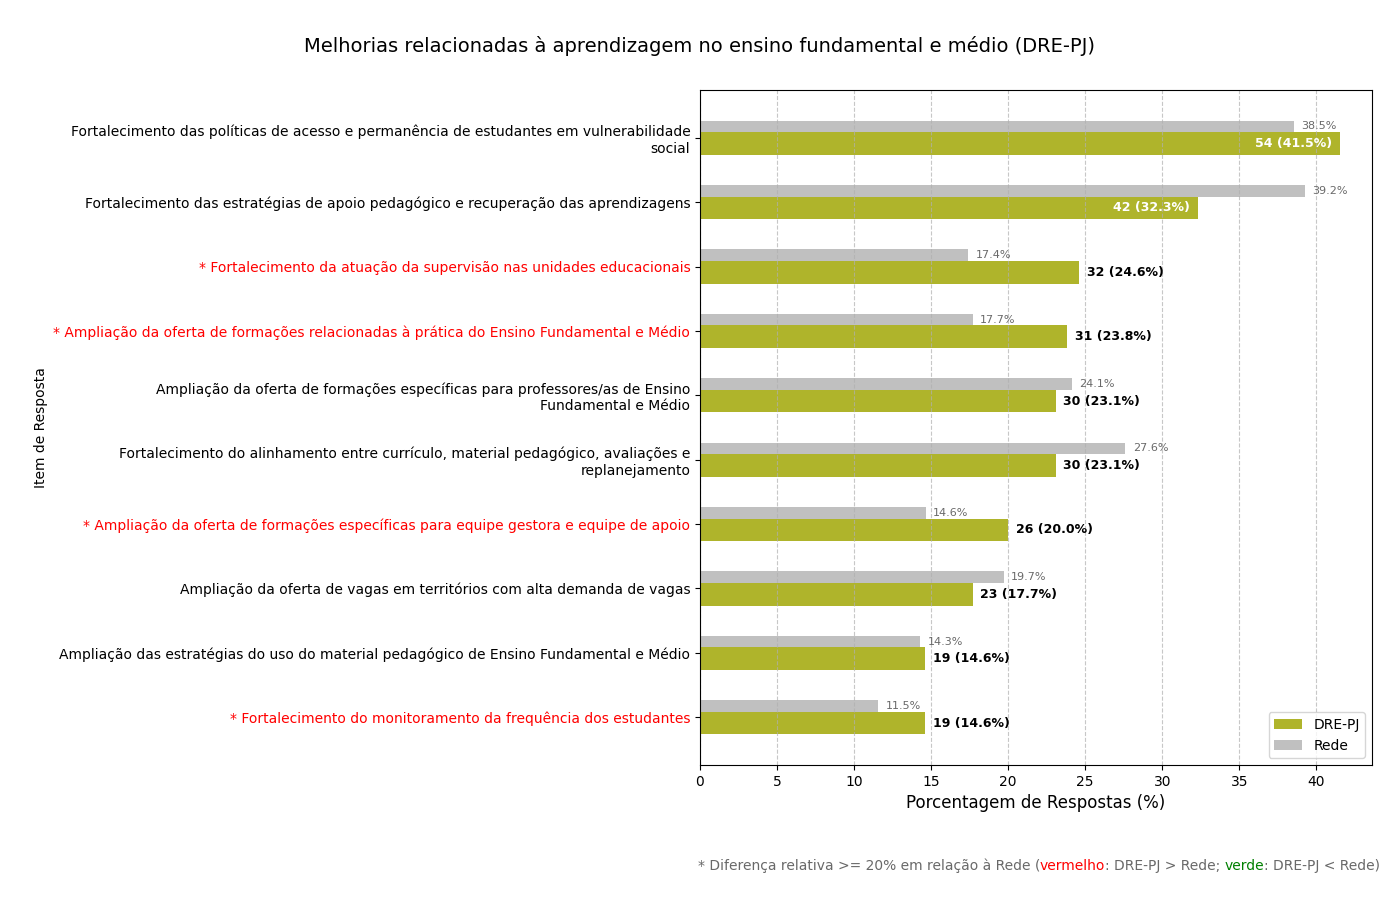 Melhorias relacionadas à aprendizagem no ensino fundamental e médio (DRE-PJ)
Item de Resposta
Fortalecimento das políticas de acesso e permanência de estudantes em vulnerabilidade
social
38.5%
54 (41.5%)
Fortalecimento das estratégias de apoio pedagógico e recuperação das aprendizagens
39.2%
42 (32.3%)
* Fortalecimento da atuação da supervisão nas unidades educacionais
17.4%
32 (24.6%)
* Ampliação da oferta de formações relacionadas à prática do Ensino Fundamental e Médio
17.7%
31 (23.8%)
Ampliação da oferta de formações específicas para professores/as de Ensino
Fundamental e Médio
24.1%
30 (23.1%)
Fortalecimento do alinhamento entre currículo, material pedagógico, avaliações e
replanejamento
27.6%
30 (23.1%)
* Ampliação da oferta de formações específicas para equipe gestora e equipe de apoio
14.6%
26 (20.0%)
Ampliação da oferta de vagas em territórios com alta demanda de vagas
19.7%
23 (17.7%)
Ampliação das estratégias do uso do material pedagógico de Ensino Fundamental e Médio
14.3%
19 (14.6%)
* Fortalecimento do monitoramento da frequência dos estudantes
11.5%
19 (14.6%)
DRE-PJ
Rede
0 5 10 15 20 25 30 35 40
Porcentagem de Respostas (%)
* Diferença relativa >= 20% em relação à Rede (vermelho: DRE-PJ > Rede; verde: DRE-PJ < Rede)